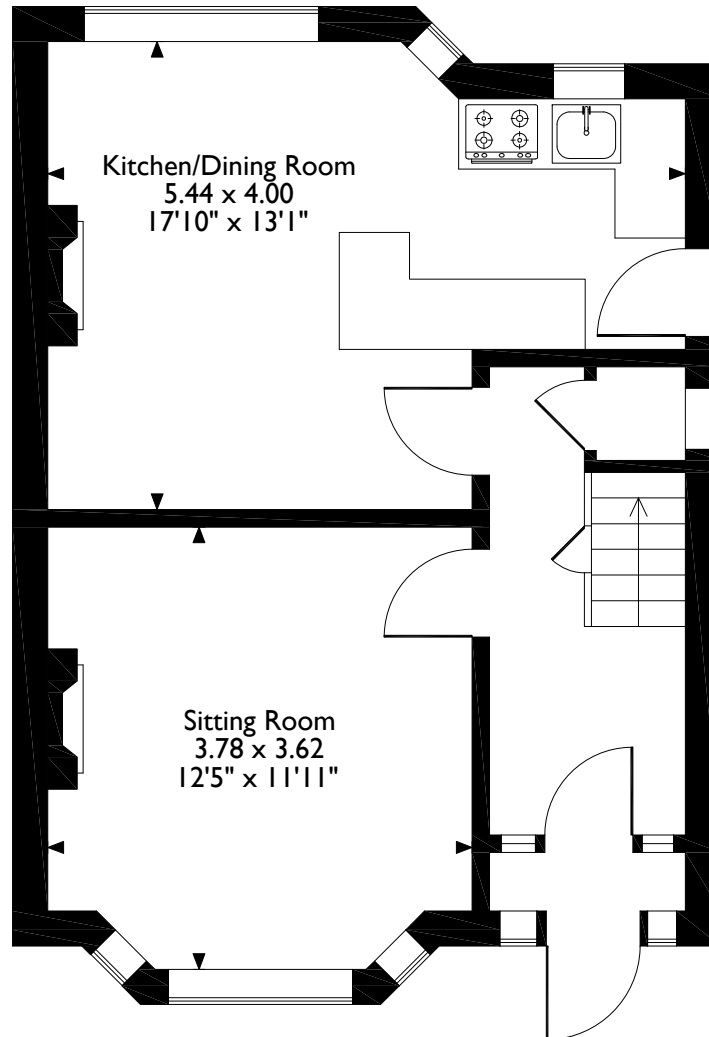 Kitchen/Dining Room
5.44 x 4.00
17'10" x 13'1"
Sitting Room
3.78 x 3.62
12'5" x 11'11"